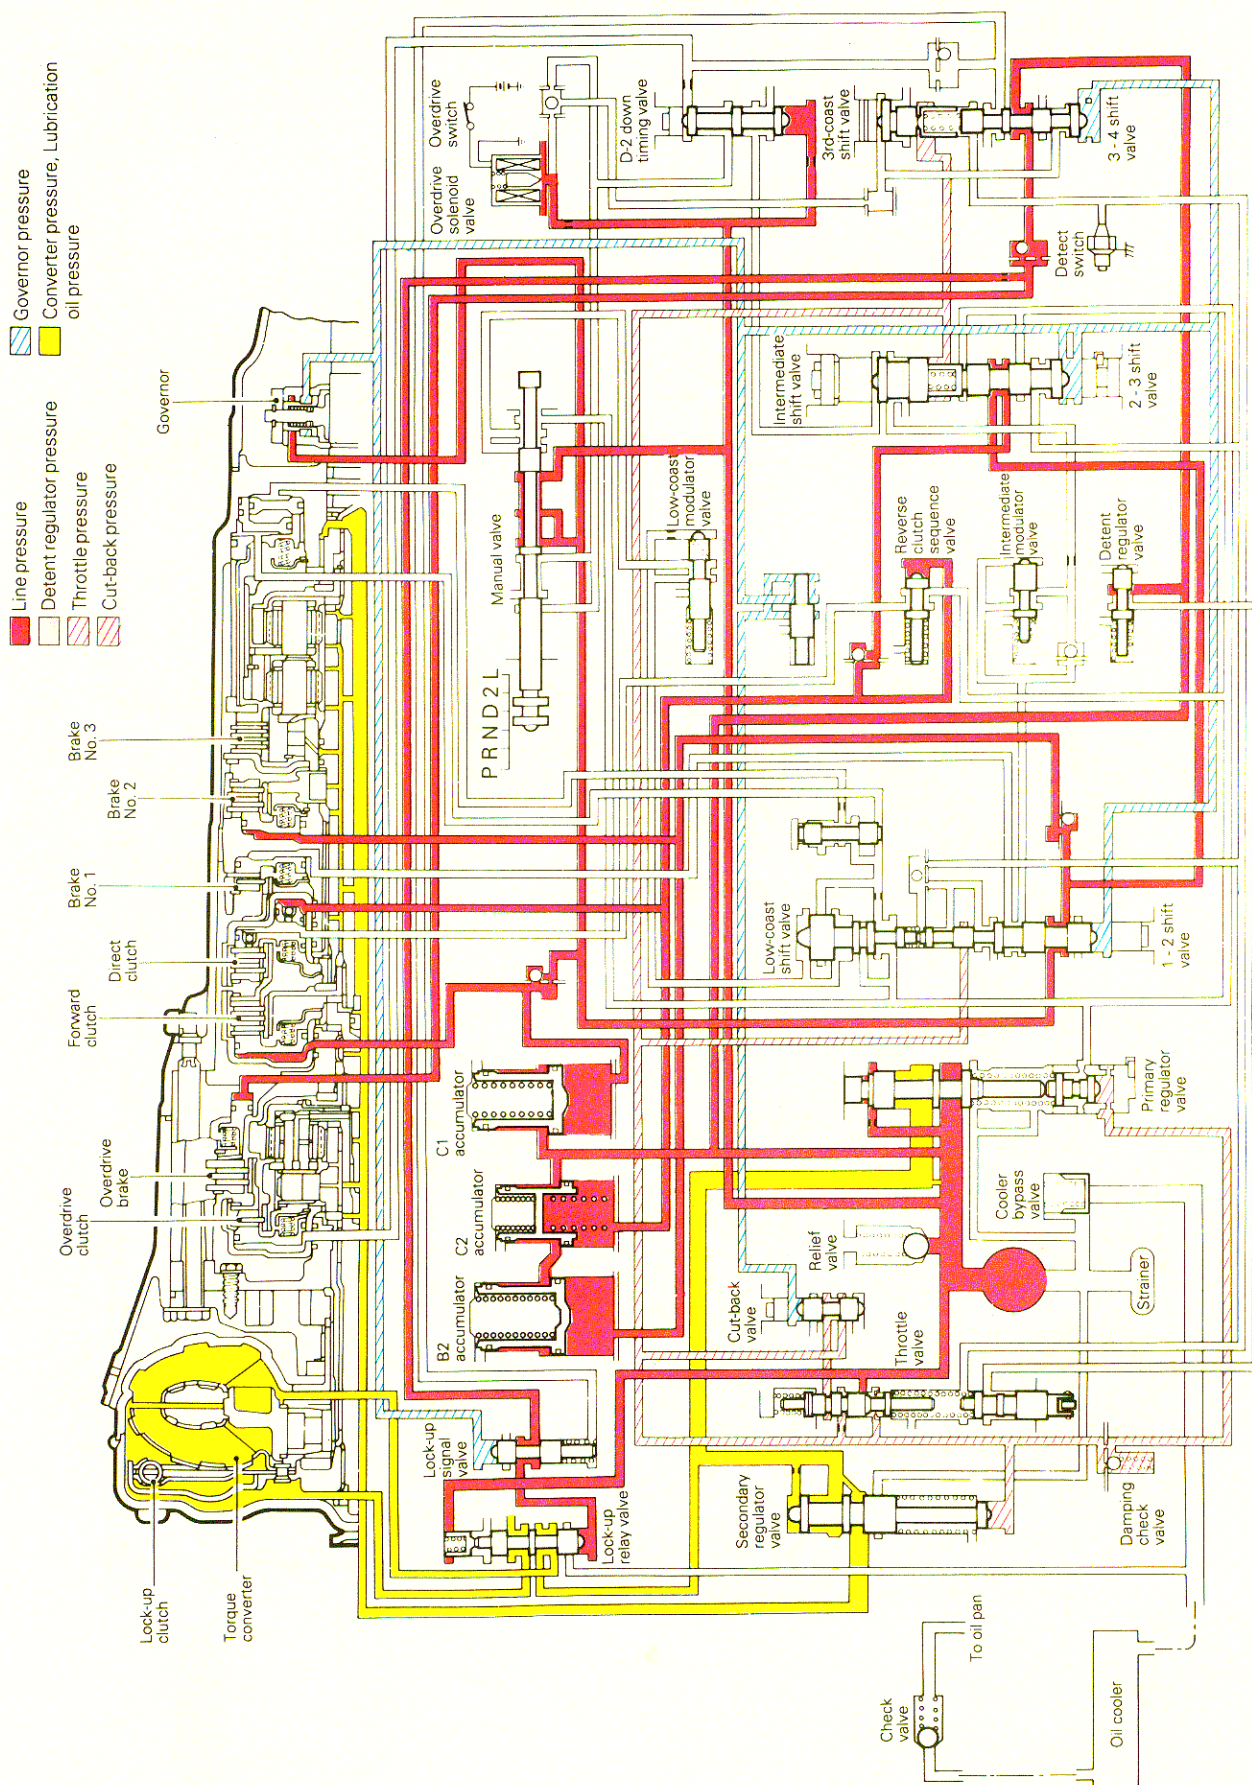 Line pressure
Detent regulator pressure
Throttle pressure
Cut-back pressure
Governor pressure
Converter pressure, Lubrication
oil pressure
Lock-up
clutch
Torque
converter
Overdrive
clutch
Overdrive
brake
Forward
clutch
Direct
clutch
Brake
No. 1
Brake
No. 2
Brake
No. 3
Governor
Lock-up
signal
valve
Lock-up
relay valve
B2
accumulator
C2
accumulator
C1
accumulator
Manual valve
P R N D 2 L
Overdrive
solenoid
valve
Overdrive
switch
D-2 down
timing valve
Low-coast
modulator
valve
Secondary
regulator
valve
Cut-back
valve
Relief
valve
Throttle
valve
Low-coast
shift valve
Reverse
clutch
sequence
valve
Intermediate
shift valve
3rd-coast
shift valve
Intermediate
modulator
valve
Detent
regulator
valve
Detect
switch
3 - 4 shift
valve
2 - 3 shift
valve
1 - 2 shift
valve
Primary
regulator
valve
Cooler
bypass
valve
Strainer
Damping
check
valve
Check
valve
To oil pan
Oil cooler